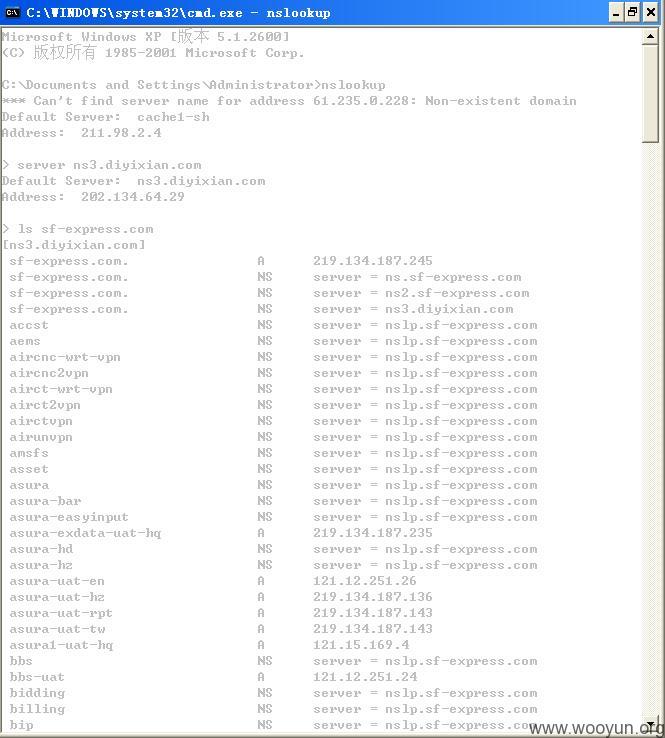 C:\WINDOWS\system32\cmd.exe - nslookup
Microsoft Windows XP [版本 5.1.2600]
(C) 版权所有 1985-2001 Microsoft Corp.
C:\Documents and Settings\Administrator>nslookup
*** Can't find server name for address 61.235.0.228: Non-existent domain
Default Server:  cache1-sh
Address:  211.98.2.4
> server ns3.diyixian.com
Default Server:  ns3.diyixian.com
Address:  202.134.64.29
> ls sf-express.com
[ns3.diyixian.com]
sf-express.com. A 219.134.187.245
sf-express.com. NS server = ns.sf-express.com
sf-express.com. NS server = ns2.sf-express.com
sf-express.com. NS server = ns3.diyixian.com
accst NS server = nslp.sf-express.com
aems NS server = nslp.sf-express.com
aircnc-wrt-vpn NS server = nslp.sf-express.com
aircnc2vpn NS server = nslp.sf-express.com
airct-wrt-vpn NS server = nslp.sf-express.com
airct2vpn NS server = nslp.sf-express.com
airctvpn NS server = nslp.sf-express.com
airunvpn NS server = nslp.sf-express.com
amsfs NS server = nslp.sf-express.com
asset NS server = nslp.sf-express.com
asura NS server = nslp.sf-express.com
asura-bar NS server = nslp.sf-express.com
asura-easyinput NS server = nslp.sf-express.com
asura-exdata-uat-hq A 219.134.187.235
asura-hd NS server = nslp.sf-express.com
asura-hz NS server = nslp.sf-express.com
asura-uat-en A 121.12.251.26
asura-uat-hz A 219.134.187.136
asura-uat-rpt A 219.134.187.143
asura-uat-tw A 219.134.187.143
asura1-uat-hq A 121.15.169.4
bbs NS server = nslp.sf-express.com
bbs-uat A 121.12.251.24
bidding NS server = nslp.sf-express.com
billing NS server = nslp.sf-express.com
bip NS server = nslp.sf-express.com
www.wooyun.org